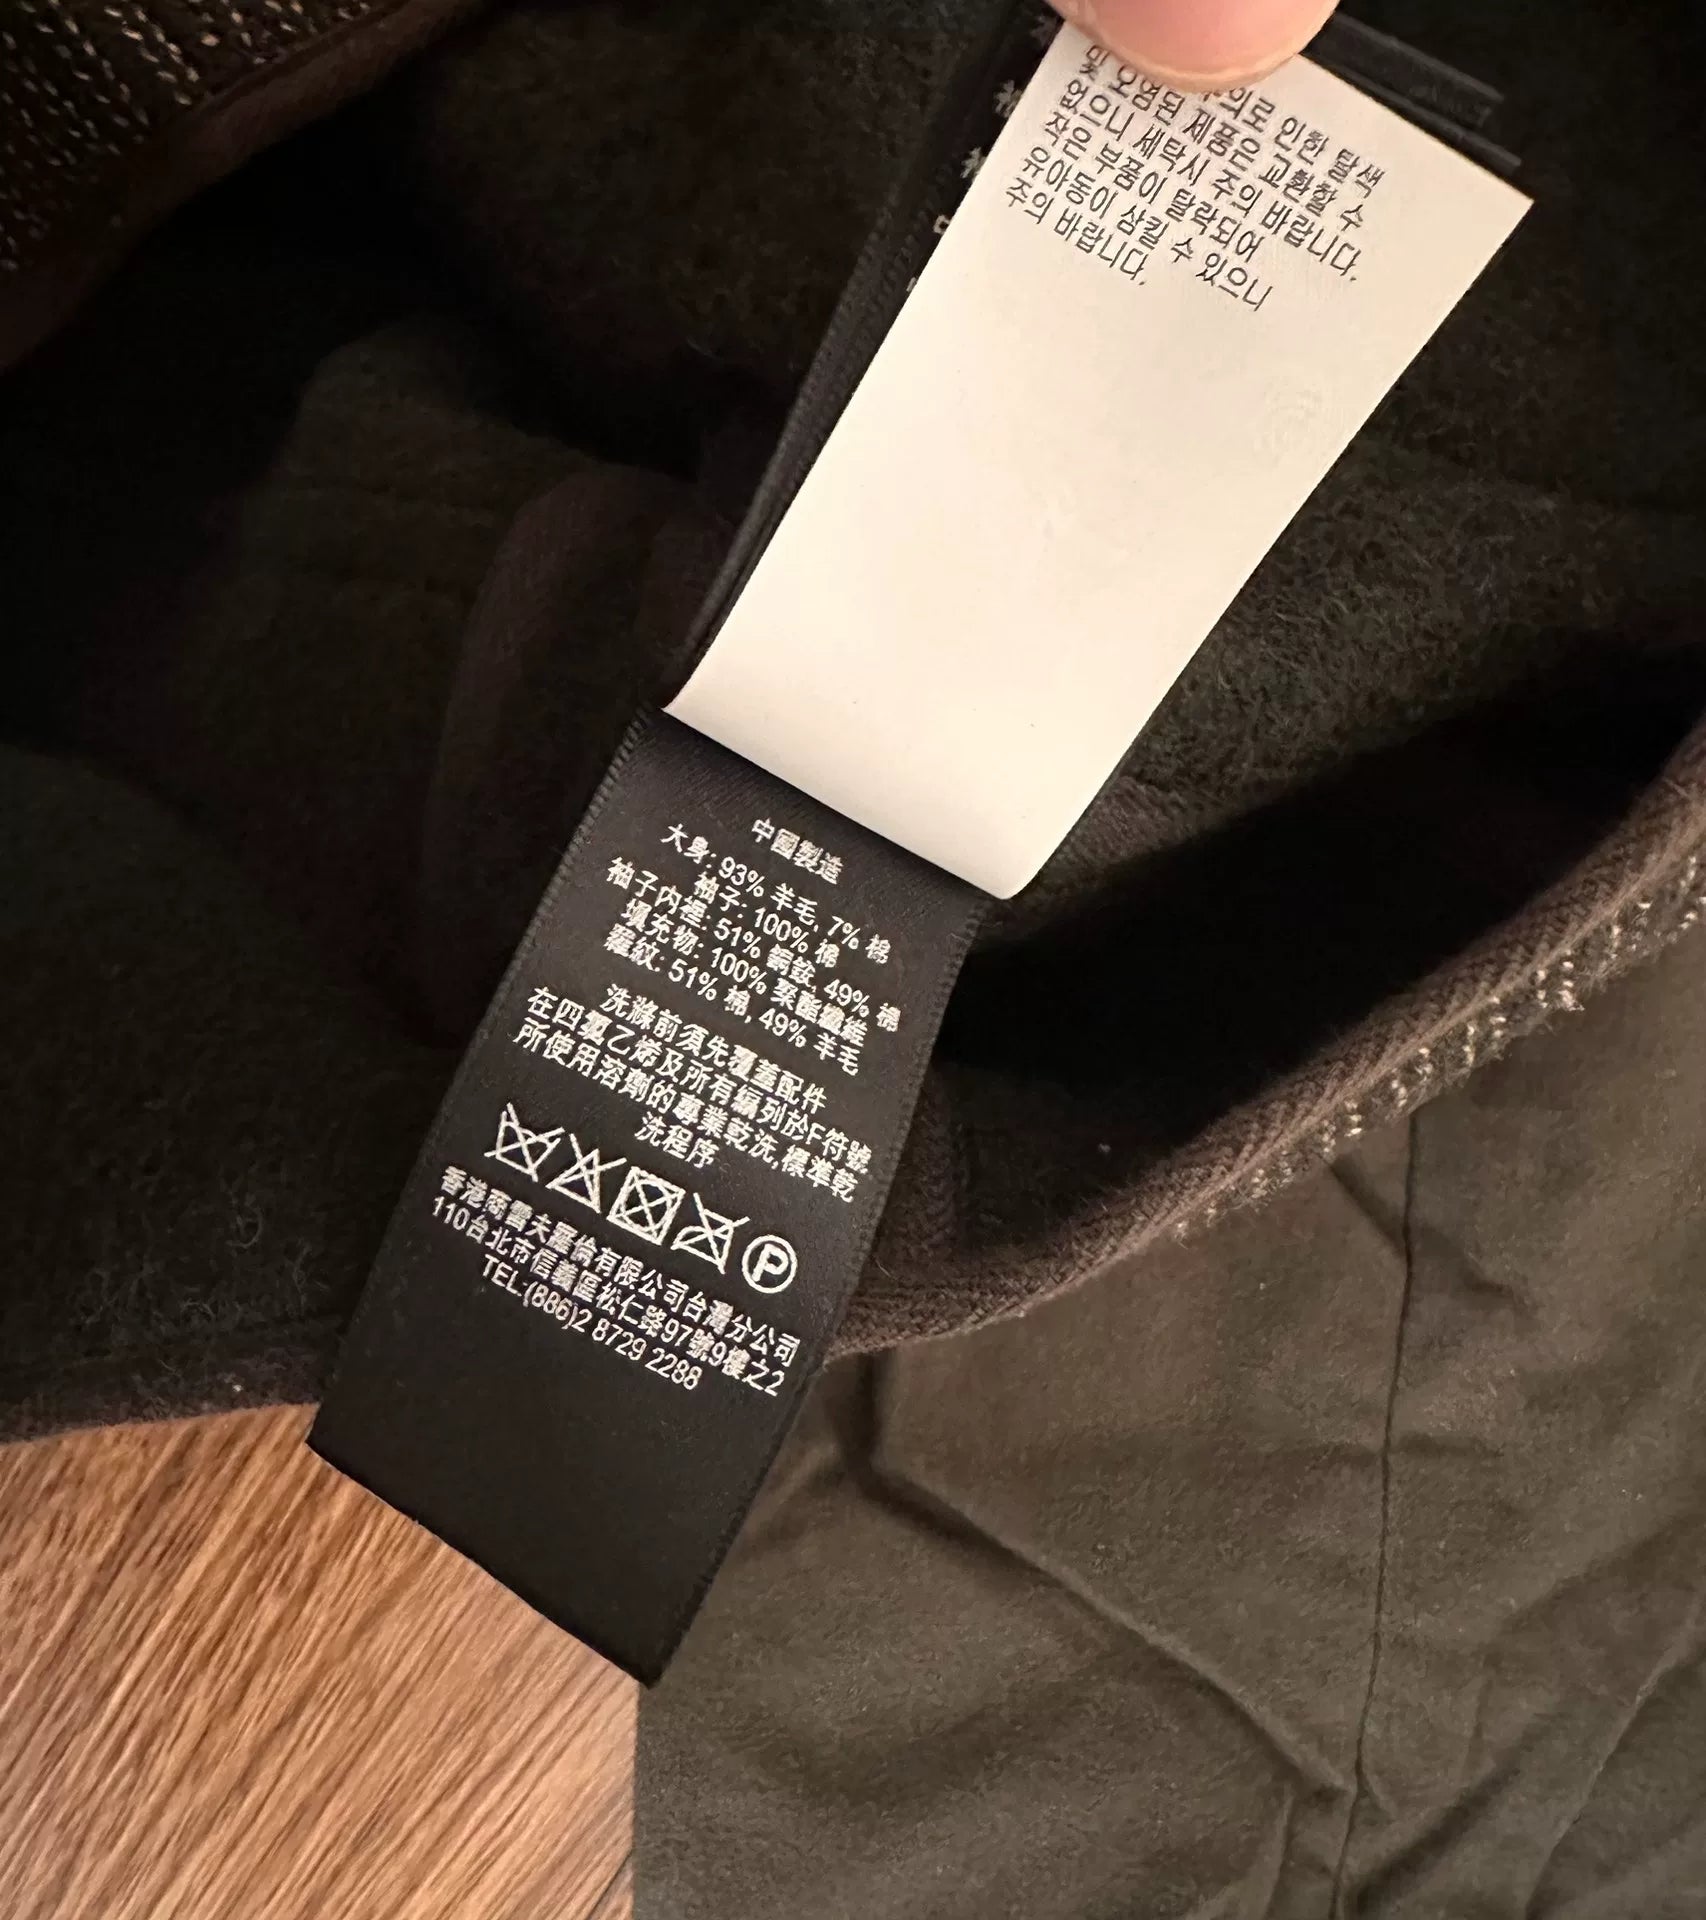 및 오염된
의로 인한 탈색
제품은 교환할 수
없으니 세탁시 주의 바랍니다.
작은 부품이 탈락되어
유아동이 삼킬 수 있으니
주의 바랍니다.
中國製造
大身: 93% 羊毛, 7% 棉
袖子: 100% 棉
袖子內裡: 51% 銅銨, 49% 棉
填充物: 100% 聚酯纖維
羅紋: 51% 棉, 49% 羊毛
洗滌前須先覆蓋配件
在四氯乙烯及所有編列於F符號
所使用溶劑的專業乾洗,標準乾
洗程序
P
香港商雷夫羅倫有限公司台灣分公司
110台北市信義區松仁路97號9樓之2
TEL:(886)2 8729 2288